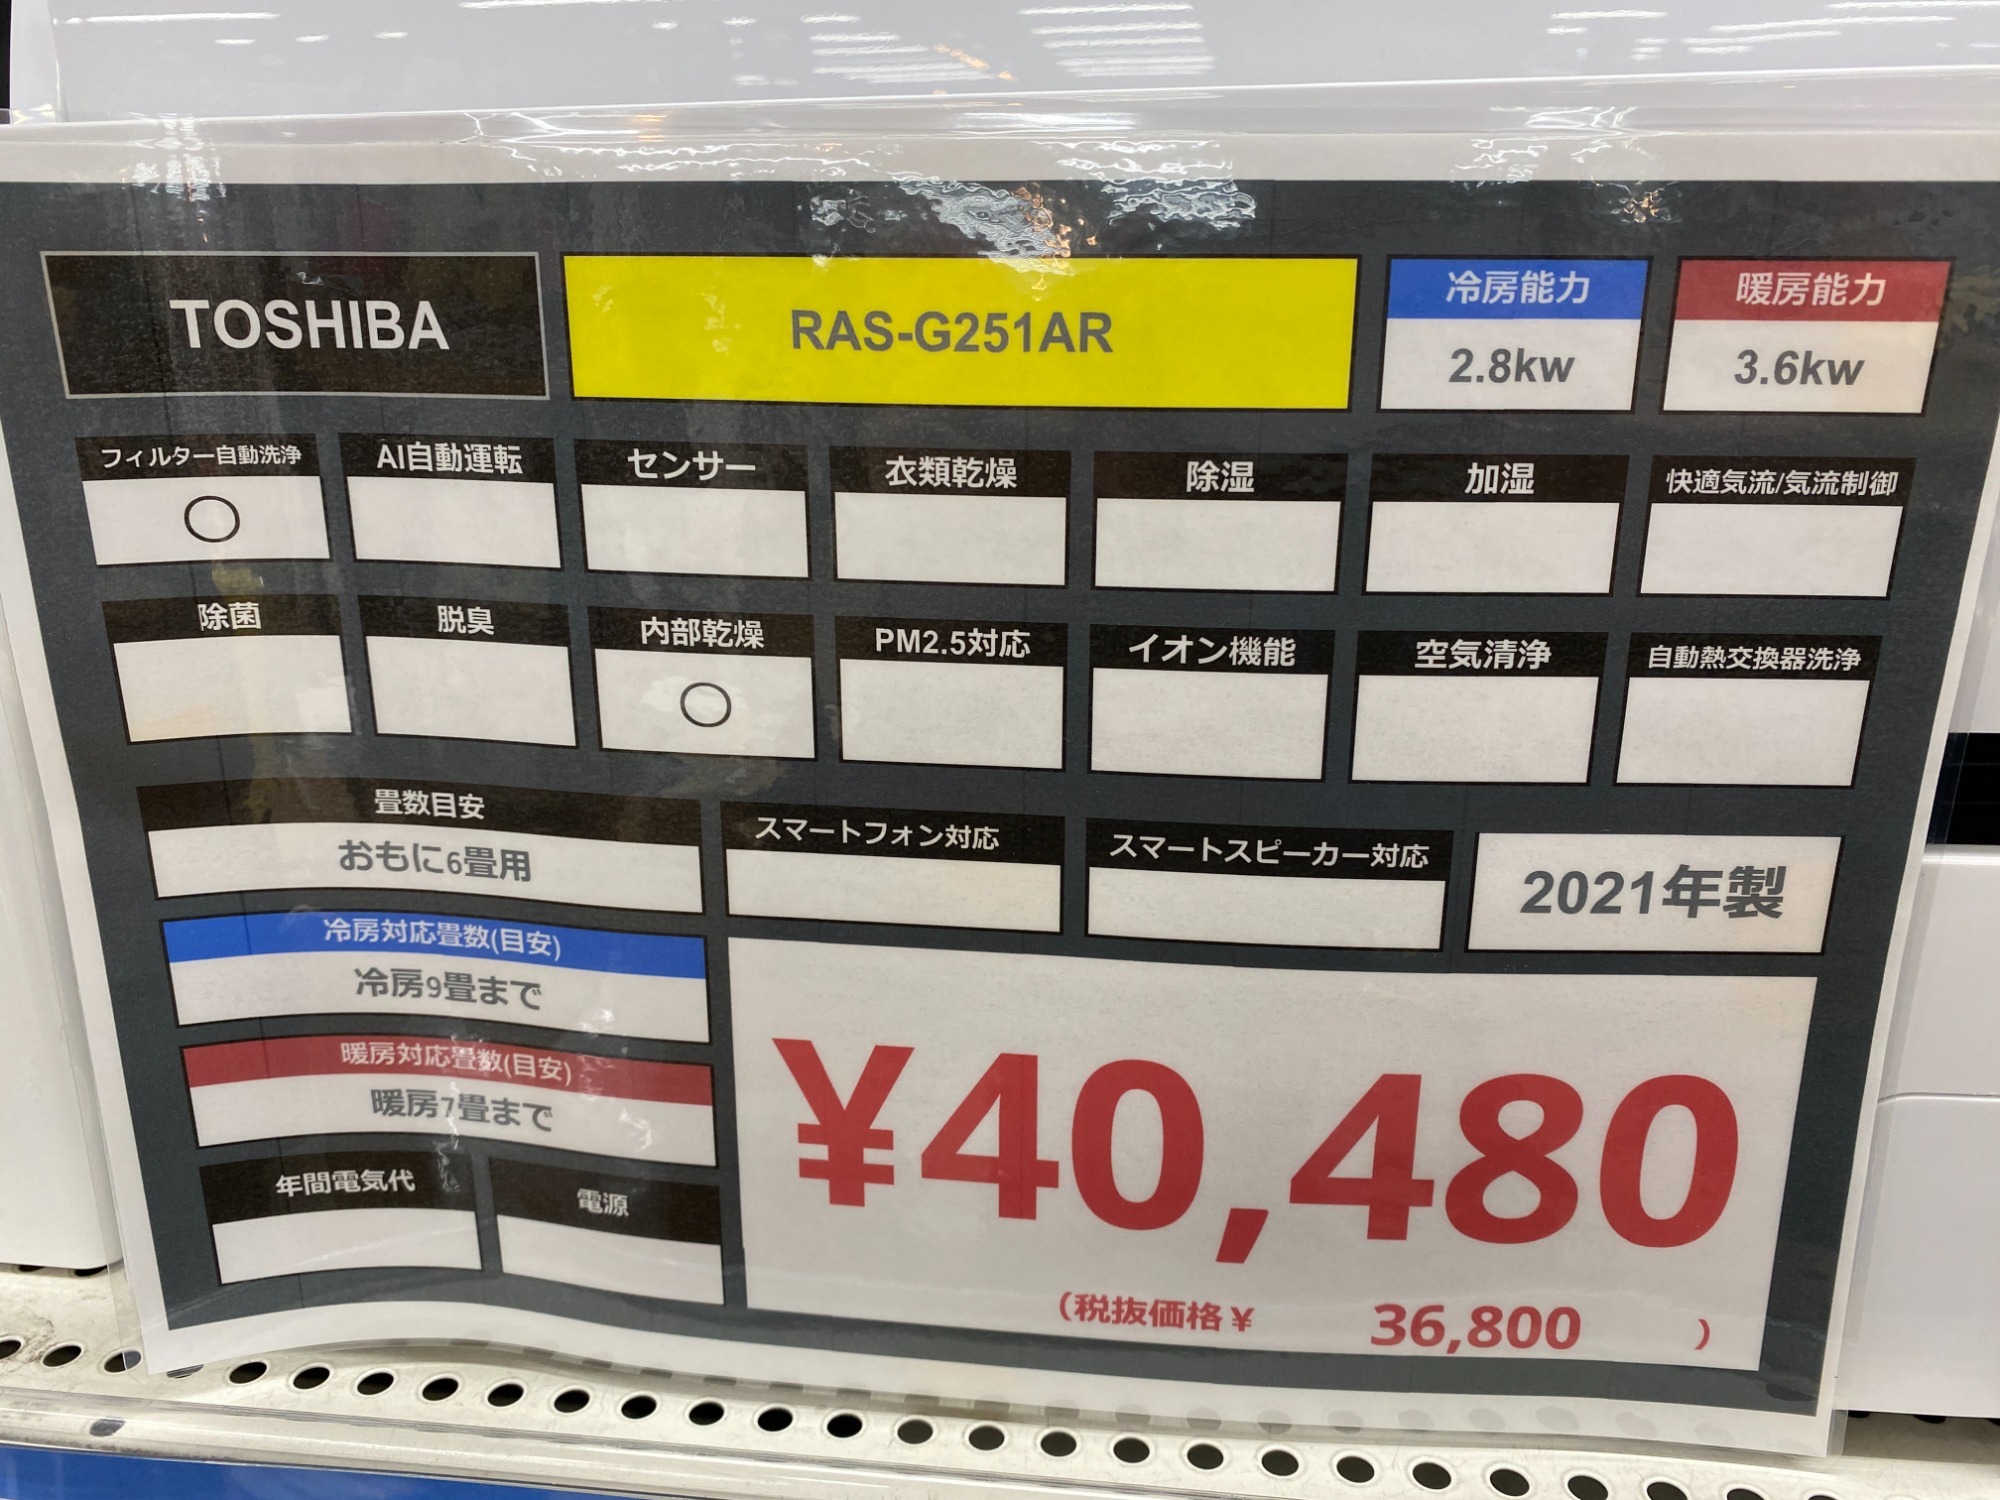 TOSHIBA
RAS-G251AR
冷房能力
2.8kw
暖房能力
3.6kw
フィルター自動洗浄
○
AI自動運転
センサー
衣類乾燥
除湿
加湿
快適気流/気流制御
除菌
脱臭
内部乾燥
○
PM2.5対応
イオン機能
空気清浄
自動熱交換器洗浄
畳数目安
おもに6畳用
スマートフォン対応
スマートスピーカー対応
2021年製
冷房対応畳数(目安)
冷房9畳まで
暖房対応畳数(目安)
暖房7畳まで
年間電気代
電源
¥40,480
(税抜価格¥ 36,800 )